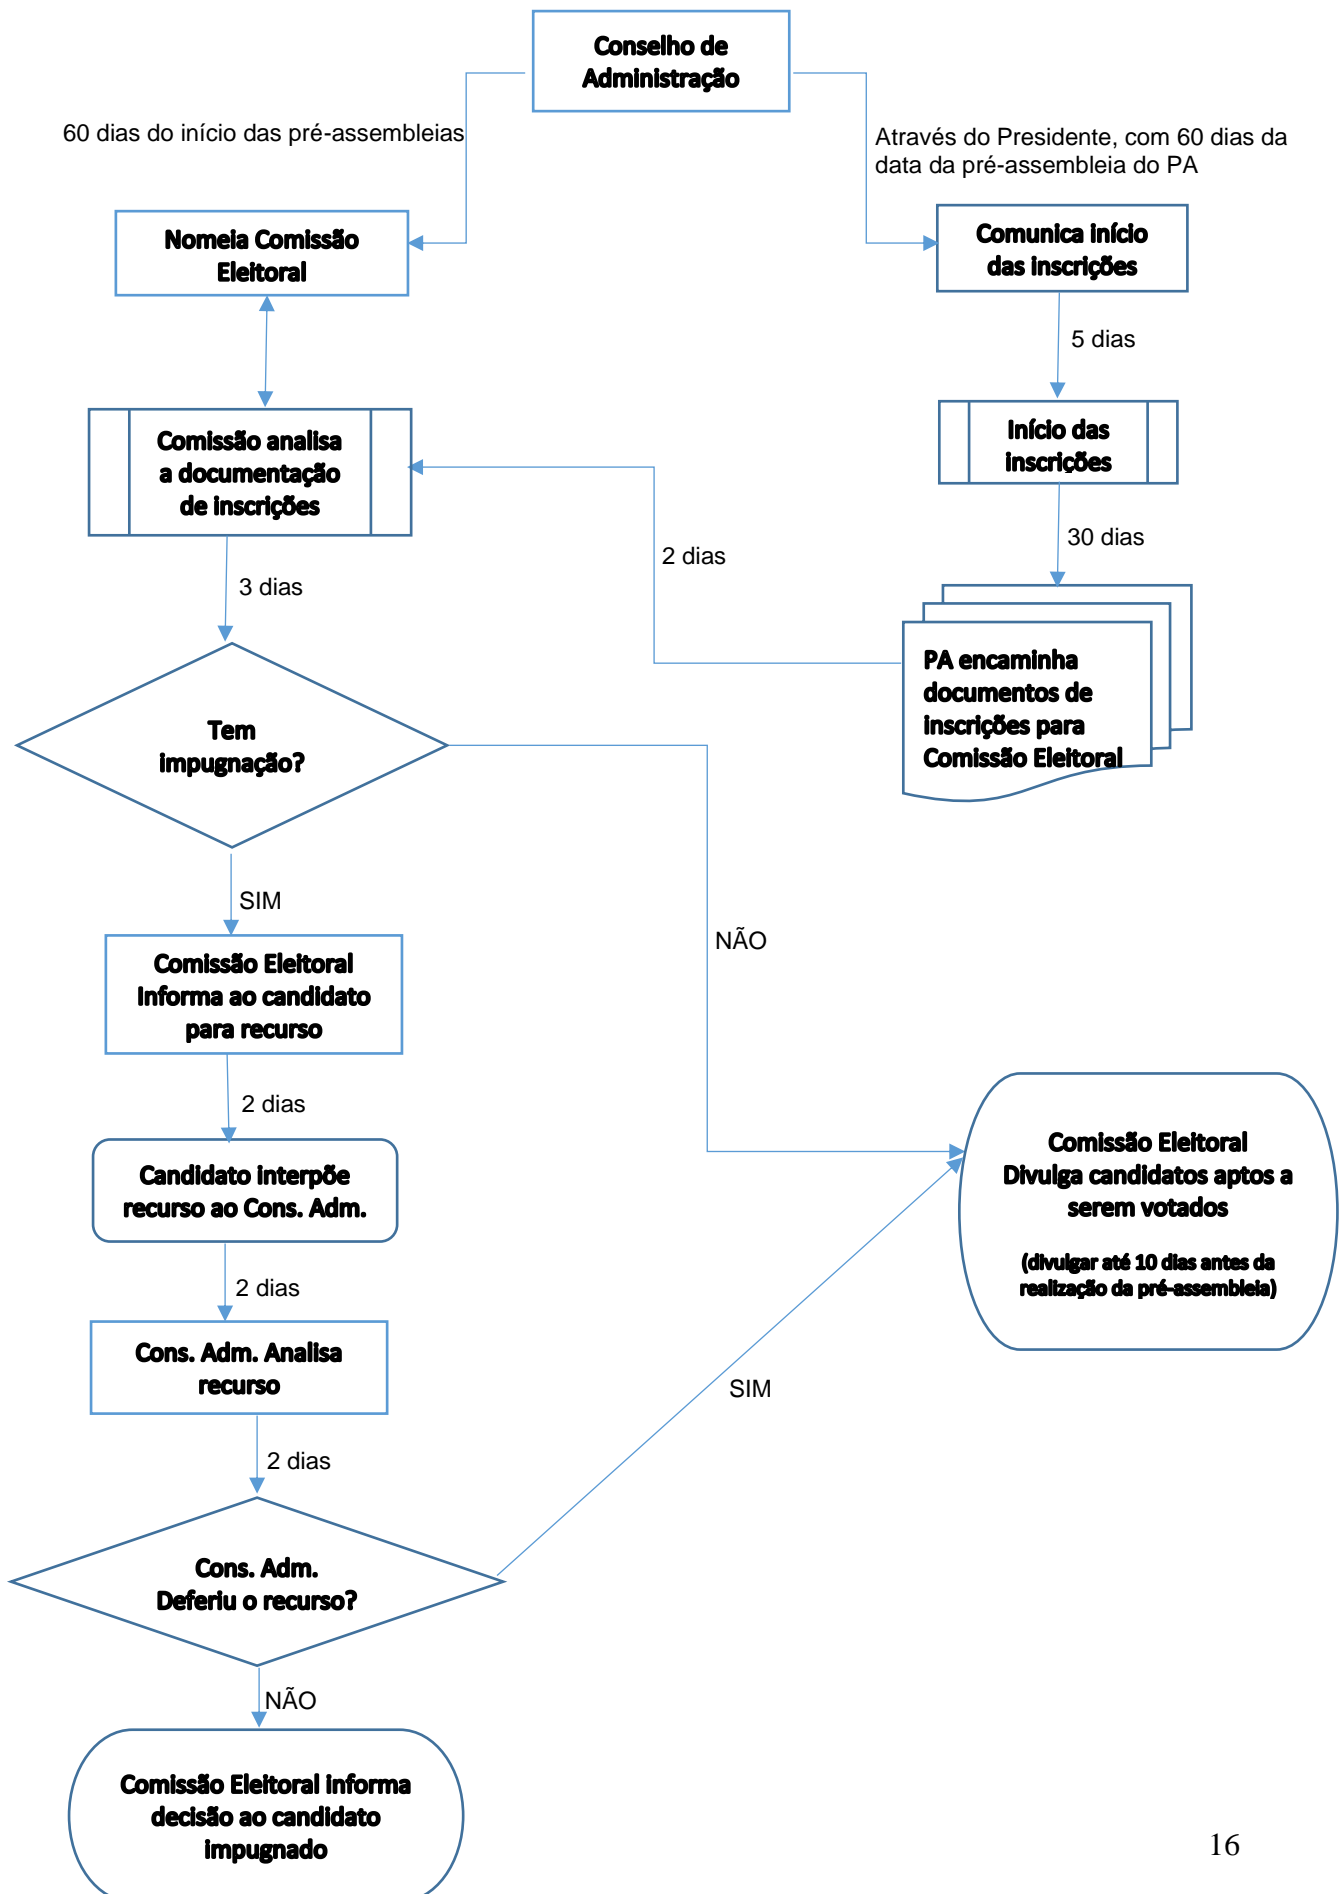 Conselho de
Administração
60 dias do início das pré-assembleias
Através do Presidente, com 60 dias da
data da pré-assembleia do PA
Nomeia Comissão
Eleitoral
Comunica início
das inscrições
5 dias
Comissão analisa
a documentação
de inscrições
Início das
inscrições
30 dias
2 dias
3 dias
PA encaminha
documentos de
inscrições para
Comissão Eleitoral
Tem
impugnação?
SIM
NÃO
Comissão Eleitoral
Informa ao candidato
para recurso
2 dias
Candidato interpõe
recurso ao Cons. Adm.
Comissão Eleitoral
Divulga candidatos aptos a
serem votados
(divulgar até 10 dias antes da
realização da pré-assembleia)
2 dias
Cons. Adm. Analisa
recurso
SIM
2 dias
Cons. Adm.
Deferiu o recurso?
NÃO
Comissão Eleitoral informa
decisão ao candidato
impugnado
16